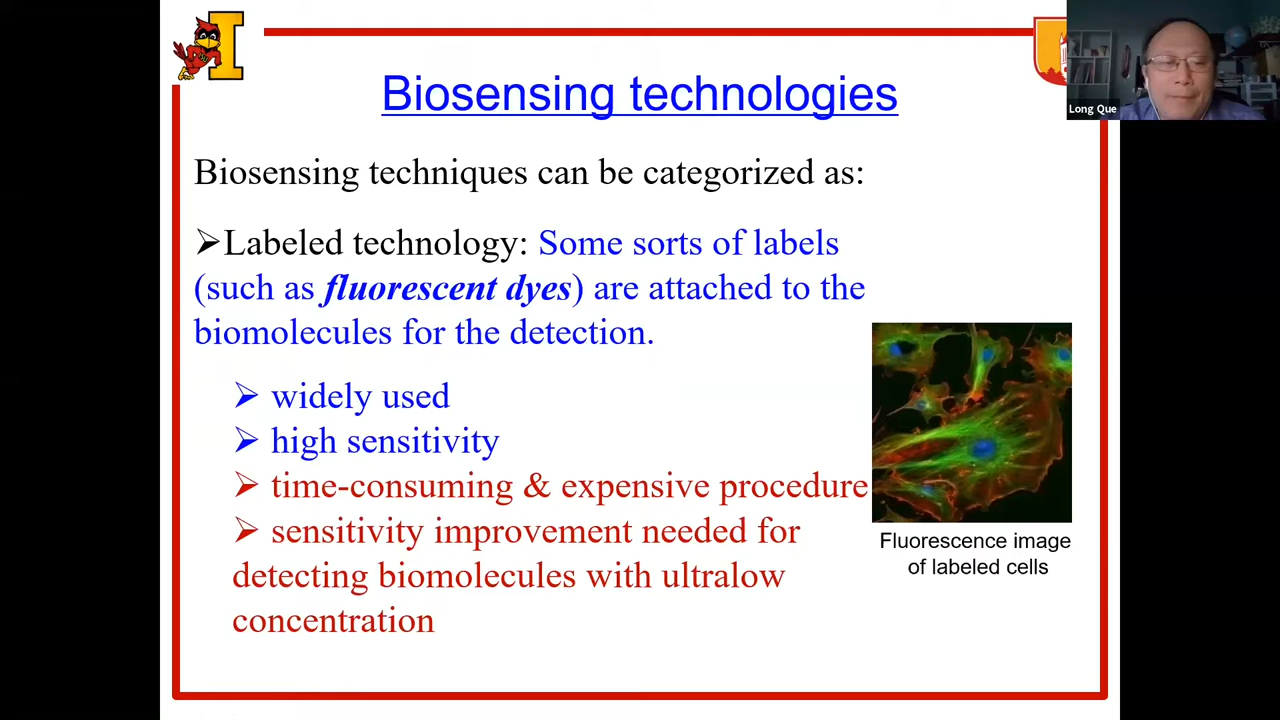 Biosensing technologies
Long Que
Biosensing techniques can be categorized as:
➢Labeled technology: Some sorts of labels
(such as fluorescent dyes) are attached to the
biomolecules for the detection.
➢ widely used
➢ high sensitivity
➢ time-consuming & expensive procedure
➢ sensitivity improvement needed for
detecting biomolecules with ultralow
concentration
Fluorescence image
of labeled cells